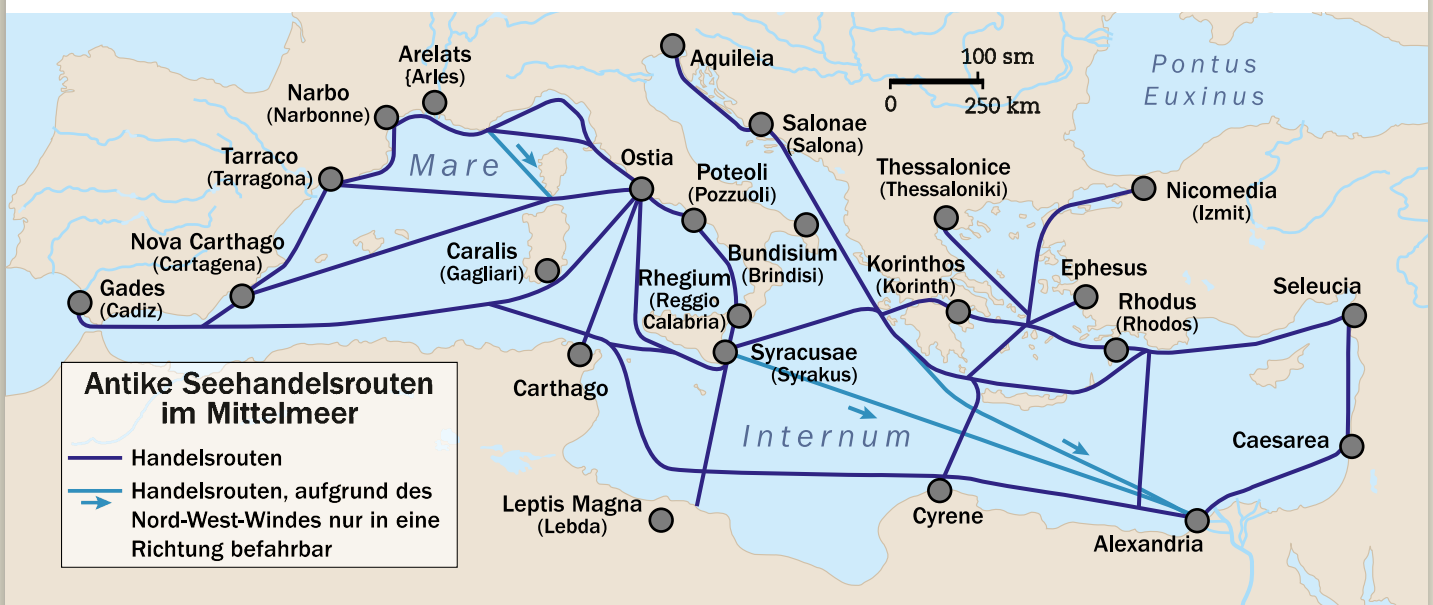 Arelats
{Arles)
Narbo
(Narbonne)
Tarraco
(Tarragona)
Nova Carthago
(Cartagena)
Gades
(Cadiz)
Mare
Ostia
Poteoli
(Pozzuoli)
Caralis
(Gagliari)
Bundisium
(Brindisi)
Rhegium
(Reggio
Calabria)
Aquileia
Salonae
(Salona)
100 sm
0
250 km
Pontus
Euxinus
Thessalonice
(Thessaloniki)
Nicomedia
(Izmit)
Korinthos
(Korinth)
Ephesus
Rhodus
(Rhodos)
Seleucia
Syracusae
(Syrakus)
Carthago
Internum
Caesarea
Leptis Magna
(Lebda)
Cyrene
Alexandria
Antike Seehandelsrouten
im Mittelmeer
Handelsrouten
Handelsrouten, aufgrund des
Nord-West-Windes nur in eine
Richtung befahrbar